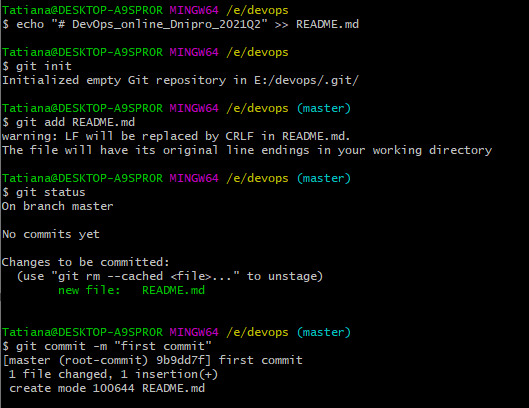 Tatiana@DESKTOP-A9SPROR MINGW64 /e/devops
$ echo "# DevOps_online_Dnipro_2021Q2" >> README.md
Tatiana@DESKTOP-A9SPROR MINGW64 /e/devops
$ git init
Initialized empty Git repository in E:/devops/.git/
Tatiana@DESKTOP-A9SPROR MINGW64 /e/devops (master)
$ git add README.md
warning: LF will be replaced by CRLF in README.md.
The file will have its original line endings in your working directory
Tatiana@DESKTOP-A9SPROR MINGW64 /e/devops (master)
$ git status
On branch master
No commits yet
Changes to be committed:
  (use "git rm --cached <file>..." to unstage)
        new file:   README.md
Tatiana@DESKTOP-A9SPROR MINGW64 /e/devops (master)
$ git commit -m "first commit"
[master (root-commit) 9b9dd7f] first commit
 1 file changed, 1 insertion(+)
 create mode 100644 README.md